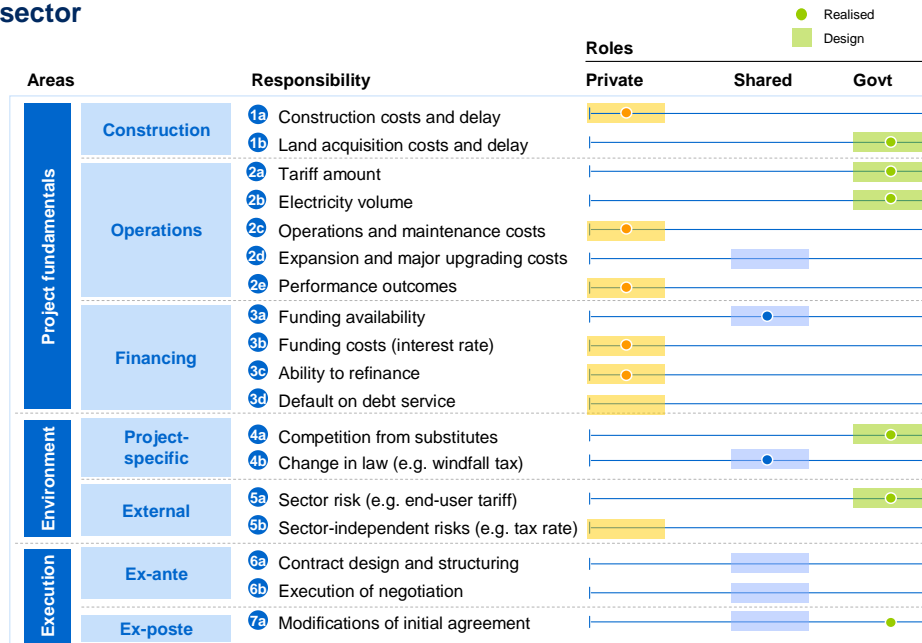 sector
Realised
Design
Roles
Areas
Responsibility
Private
Shared
Govt
Project fundamentals
Construction
1a Construction costs and delay
1b Land acquisition costs and delay
Operations
2a Tariff amount
2b Electricity volume
2c Operations and maintenance costs
2d Expansion and major upgrading costs
2e Performance outcomes
Financing
3a Funding availability
3b Funding costs (interest rate)
3c Ability to refinance
3d Default on debt service
Environment
Project-
specific
4a Competition from substitutes
4b Change in law (e.g. windfall tax)
External
5a Sector risk (e.g. end-user tariff)
5b Sector-independent risks (e.g. tax rate)
Execution
Ex-ante
6a Contract design and structuring
6b Execution of negotiation
Ex-poste
7a Modifications of initial agreement